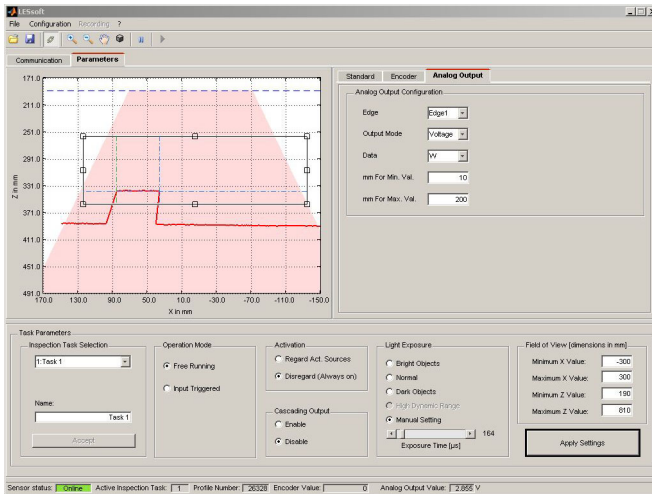 LESsoft
File Configuration Recording ?
Communication Parameters
171.0
211.0
251.0
291.0
331.0
371.0
411.0
451.0
491.0
Z in mm
170.0 130.0 90.0 50.0 10.0 -30.0 -70.0 -110.0 -150.0
X in mm
Standard Encoder Analog Output
Analog Output Configuration
Edge Edge1
Output Mode Voltage
Data W
mm For Min. Val. 10
mm For Max. Val. 200
Task Parameters
Inspection Task Selection
1:Task 1
Name:
Task 1
Accept
Operation Mode
Free Running
Input Triggered
Activation
Regard Act. Sources
Disregard (Always on)
Cascading Output
Enable
Disable
Light Exposure
Bright Objects
Normal
Dark Objects
High Dynamic Range
Manual Setting
164
Exposure Time [µs]
Field of View [dimensions in mm]
Minimum X Value: -300
Maximum X Value: 300
Minimum Z Value: 190
Maximum Z Value: 810
Apply Settings
Sensor status: Online Active Inspection Task: 1 Profile Number: 26328 Encoder Value: 0 Analog Output Value: 2.855 V